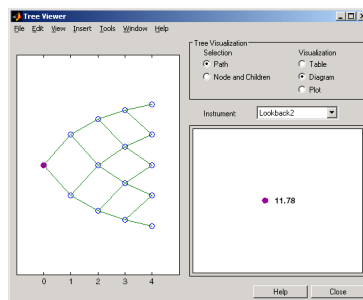 Tree Viewer
File Edit View Insert Tools Window Help
Tree Visualization
Selection
Visualization
Path
Table
Node and Children
Diagram
Plot
Instrument: Lookback2
11.78
0 1 2 3 4
Help Close